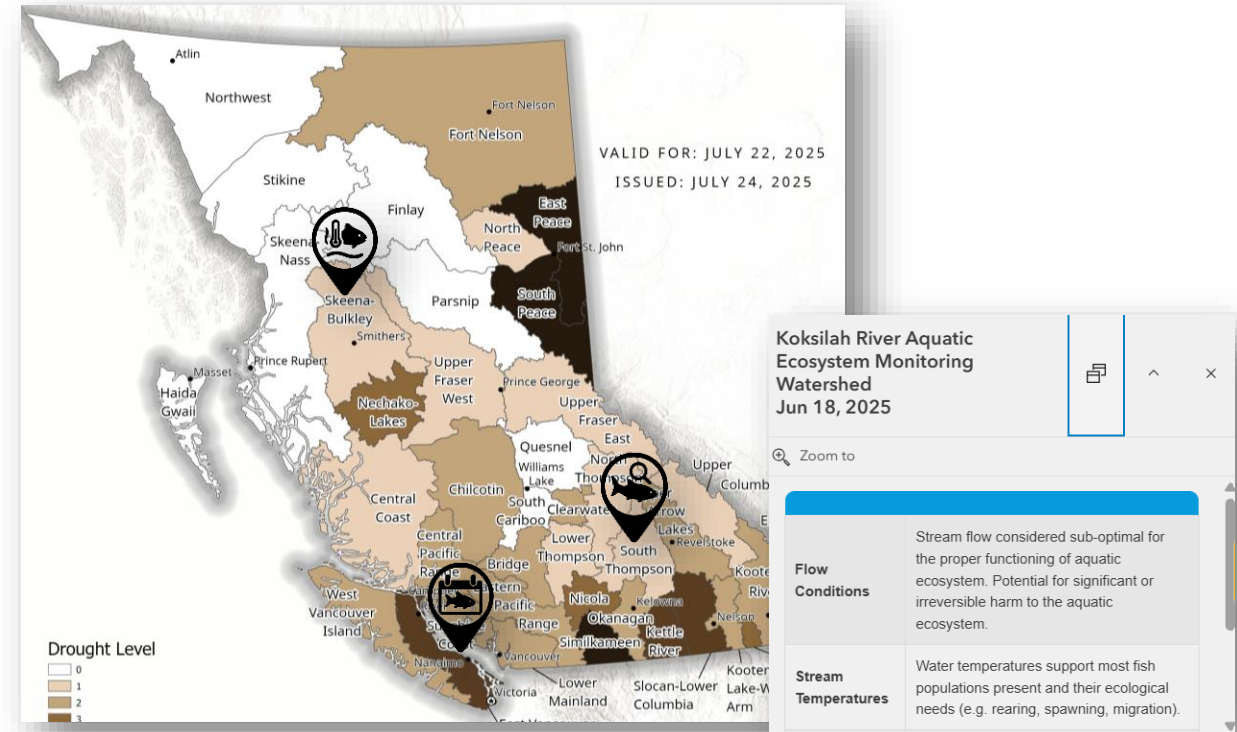 Atlin
Northwest
Fort Nelson
Fort Nelson
VALID FOR: JULY 22, 2025
ISSUED: JULY 24, 2025
Stikine
Finlay
East
Peace
North
Peace
Fort St. John
Skeena-
Nass
Parsnip
South
Peace
Skeena-
Bulkley
Smithers
Prince Rupert
Masset
Haida
Gwaii
Upper
Fraser
West
Prince George
Upper
Fraser
East
Nechako-
Lakes
Quesnel
Williams
Lake
North
Upper
Central
Coast
Chilcotin
South
Cariboo
Clearwater
Lakes
Revelstoke
Central
Pacific
Lower
Thompson
South
Thompson
Bridge
West
Vancouver
Island
Pacific
Range
Nicola
Okanagan
Kelowna
Kettle
River
Nelson
Similkameen
Nanaimo
Vancouver
Victoria
Lower
Mainland
Slocan-Lower
Columbia
Arm
Drought Level
0
1
2
3
Koksilah River Aquatic
Ecosystem Monitoring
Watershed
Jun 18, 2025
Zoom to
Flow
Conditions
Stream flow considered sub-optimal for
the proper functioning of aquatic
ecosystem. Potential for significant or
irreversible harm to the aquatic
ecosystem.
Stream
Temperatures
Water temperatures support most fish
populations present and their ecological
needs (e.g. rearing, spawning, migration).